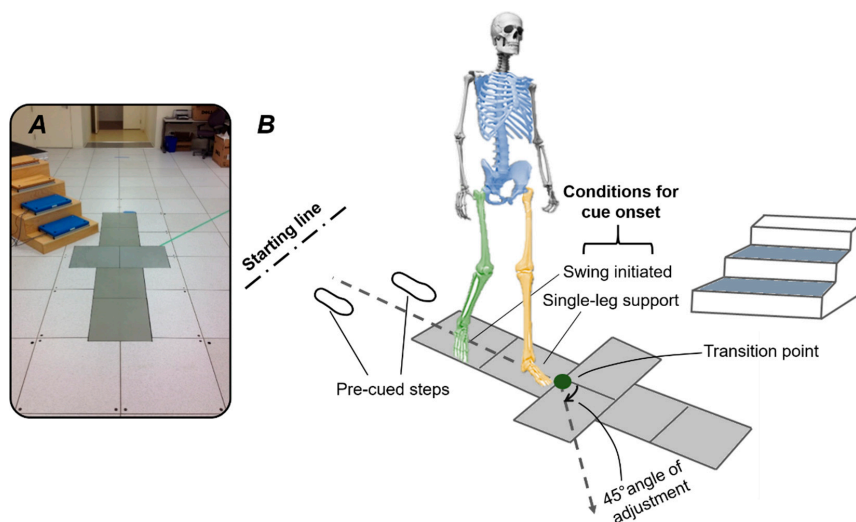 A
B
Starting line
Conditions for
cue onset
Swing initiated
Single-leg support
Transition point
Pre-cued steps
45°angle of
adjustment